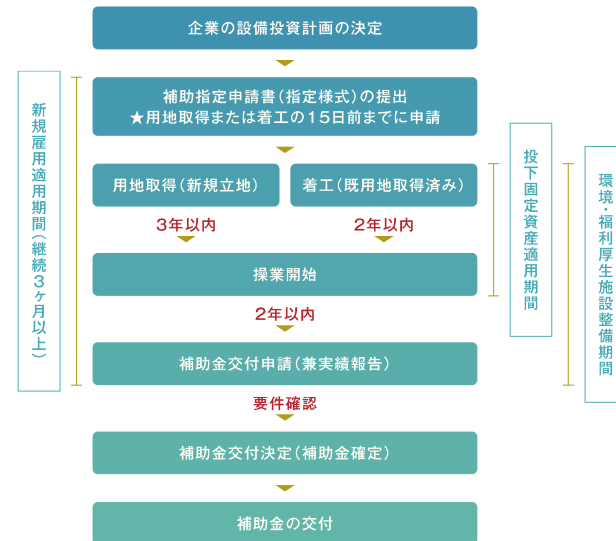 企業の設備投資計画の決定
補助指定申請書(指定様式)の提出
★用地取得または着工の15日前までに申請
用地取得(新規立地)
着工(既用地取得済み)
3年以内
2年以内
操業開始
2年以内
補助金交付申請(兼実績報告)
要件確認
補助金交付決定(補助金確定)
補助金の交付
新規雇用適用期間(継続3ヶ月以上)
投下固定資産適用期間
環境・福利厚生施設整備期間